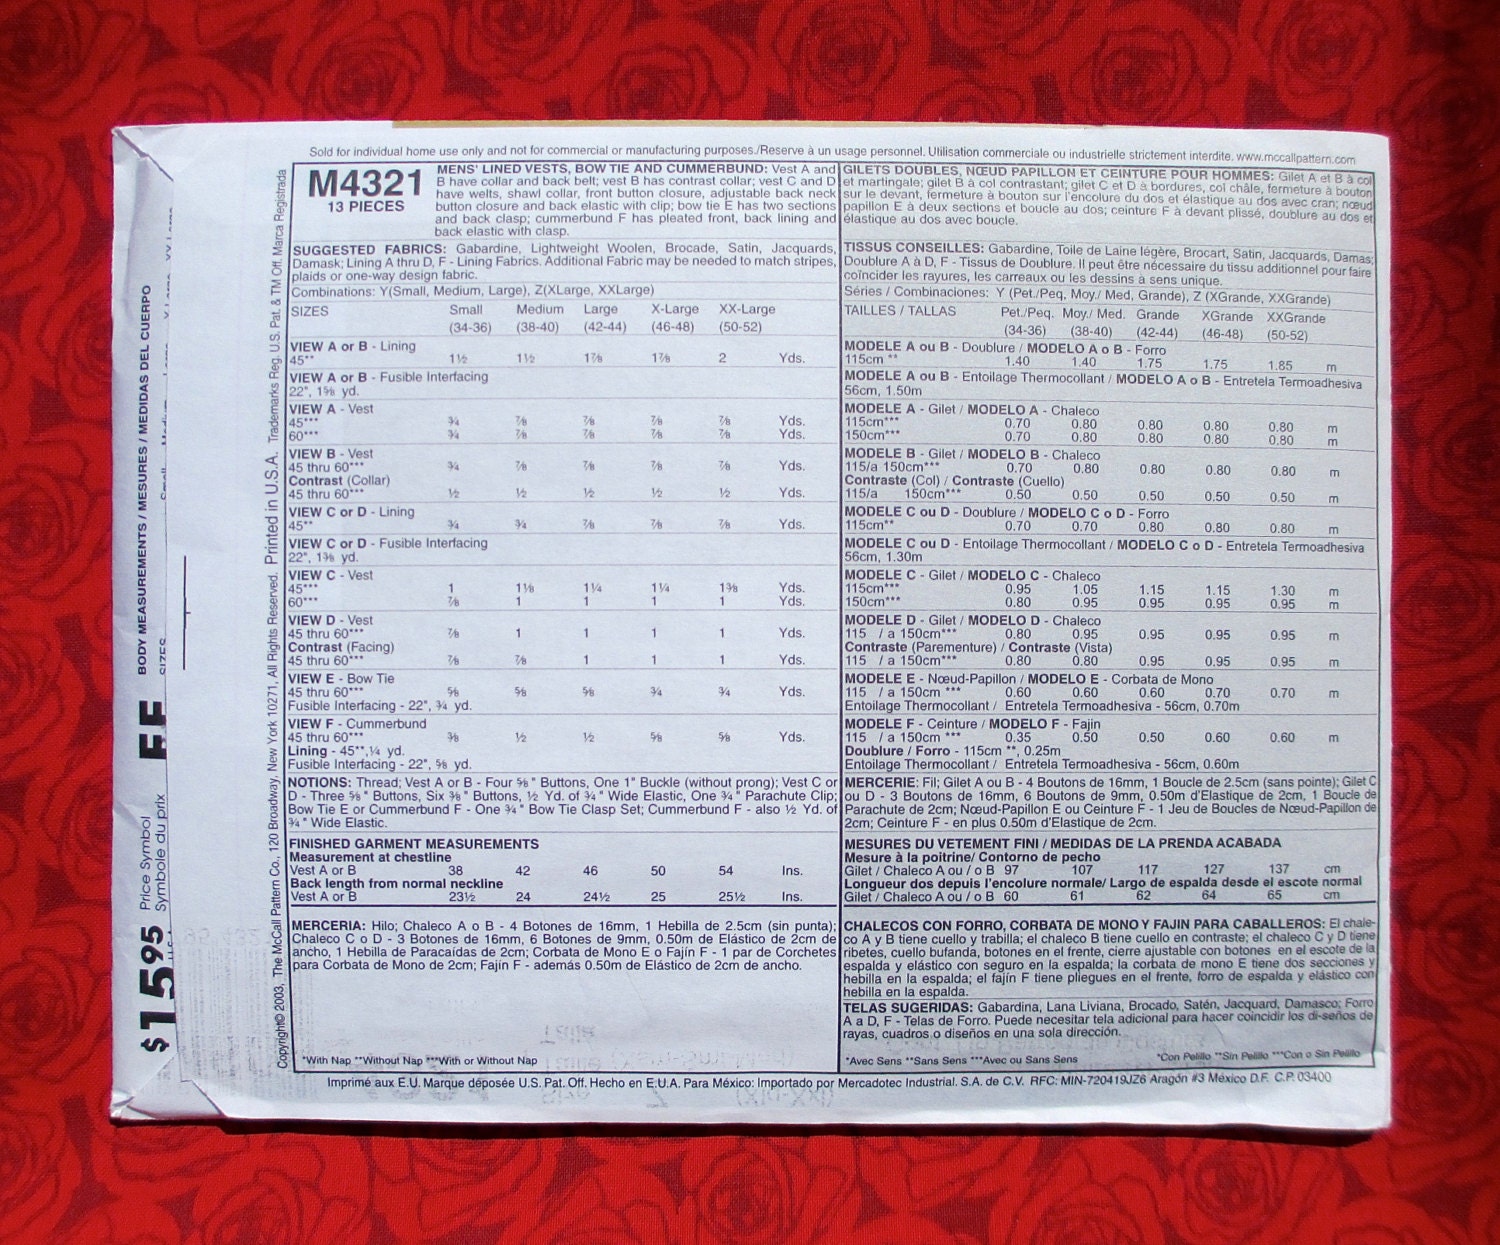 Sold for individual home use only and not for commercial or manufacturing purposes./Reserve à un usage personnel. Utilisation commerciale ou industrielle strictement interdite. www.mccallpattern.com
M4321
13 PIECES
MENS' LINED VESTS, BOW TIE AND CUMMERBUND: Vest A and
B have collar and back belt; vest B has contrast collar; vest C and D
have welts, shawl collar, front button closure, adjustable back neck
button closure and back elastic with clip; bow tie E has two sections
and back clasp; cummerbund F has pleated front, back lining and
back elastic with clasp.
SUGGESTED FABRICS: Gabardine, Lightweight Woolen, Brocade, Satin, Jacquards,
Damask; Lining A thru D, F - Lining Fabrics. Additional Fabric may be needed to match stripes,
plaids or one-way design fabric.
Combinations: Y(Small, Medium, Large), Z(XLarge, XXLarge)
SIZES Small Medium Large X-Large XX-Large
(34-36) (38-40) (42-44) (46-48) (50-52)
VIEW A or B - Lining
45** 1½ 1½ 1⅞ 1⅞ 2 Yds.
VIEW A or B - Fusible Interfacing
22", 1⅝ yd.
VIEW A - Vest
45*** ¾ ⅞ ⅞ ⅞ ⅞ Yds.
60*** ¾ ⅞ ⅞ ⅞ ⅞ Yds.
VIEW B - Vest
45 thru 60*** ¾ ⅞ ⅞ ⅞ ⅞ Yds.
Contrast (Collar)
45 thru 60*** ½ ½ ½ ½ ½ Yds.
VIEW C or D - Lining
45** ¾ ¾ ⅞ ⅞ ⅞ Yds.
VIEW C or D - Fusible Interfacing
22", 1⅜ yd.
VIEW C - Vest
45*** 1 1⅛ 1¼ 1¼ 1⅜ Yds.
60*** ⅞ 1 1 1 1 Yds.
VIEW D - Vest
45 thru 60*** ⅞ 1 1 1 1 Yds.
Contrast (Facing)
45 thru 60*** ⅞ ⅞ 1 1 1 Yds.
VIEW E - Bow Tie
45 thru 60*** ⅝ ⅝ ⅝ ¾ ¾ Yds.
Fusible Interfacing - 22", ¾ yd.
VIEW F - Cummerbund
45 thru 60*** ⅜ ½ ½ ⅝ ⅝ Yds.
Lining - 45**,¼ yd.
Fusible Interfacing - 22", ⅝ yd.
NOTIONS: Thread; Vest A or B - Four ⅝" Buttons, One 1" Buckle (without prong); Vest C or
D - Three ⅝" Buttons, Six ⅜" Buttons, ½ Yd. of ¾" Wide Elastic, One ¾" Parachute Clip;
Bow Tie E or Cummerbund F - One ¾" Bow Tie Clasp Set; Cummerbund F - also ½ Yd. of
¾" Wide Elastic.
FINISHED GARMENT MEASUREMENTS
Measurement at chestline
Vest A or B 38 42 46 50 54 Ins.
Back length from normal neckline
Vest A or B 23½ 24 24½ 25 25½ Ins.
MERCERIA: Hilo; Chaleco A o B - 4 Botones de 16mm, 1 Hebilla de 2.5cm (sin punta);
Chaleco C o D - 3 Botones de 16mm, 6 Botones de 9mm, 0.50m de Elástico de 2cm de
ancho, 1 Hebilla de Paracaídas de 2cm; Corbata de Mono E o Fajín F - 1 par de Corchetes
para Corbata de Mono de 2cm; Fajín F - además 0.50m de Elástico de 2cm de ancho.
*With Nap **Without Nap ***With or Without Nap
GILETS DOUBLES, NŒUD PAPILLON ET CEINTURE POUR HOMMES: Gilet A et B à col
et martingale; gilet B à col contrastant; gilet C et D à bordures, col châle, fermeture à bouton
sur le devant, fermeture à bouton sur l'encolure du dos et élastique au dos avec cran; nœud
papillon E à deux sections et boucle au dos; ceinture F à devant plissé, doublure au dos et
élastique au dos avec boucle.
TISSUS CONSEILLES: Gabardine, Toile de Laine légère, Brocart, Satin, Jacquards, Damas;
Doublure A à D, F - Tissus de Doublure. Il peut être nécessaire du tissu additionnel pour faire
coïncider les rayures, les carreaux ou les dessins à sens unique.
Séries / Combinaciones: Y (Pet./Peq, Moy./ Med, Grande), Z (XGrande, XXGrande)
TAILLES / TALLAS Pet./Peq. Moy./ Med. Grande XGrande XXGrande
(34-36) (38-40) (42-44) (46-48) (50-52)
MODELE A ou B - Doublure / MODELO A o B - Forro
115cm ** 1.40 1.40 1.75 1.75 1.85 m
MODELE A ou B - Entoilage Thermocollant / MODELO A o B - Entretela Termoadhesiva
56cm, 1.50m
MODELE A - Gilet / MODELO A - Chaleco
115cm*** 0.70 0.80 0.80 0.80 0.80 m
150cm*** 0.70 0.80 0.80 0.80 0.80 m
MODELE B - Gilet / MODELO B - Chaleco
115/a 150cm*** 0.70 0.80 0.80 0.80 0.80 m
Contraste (Col) / Contraste (Cuello)
115/a 150cm*** 0.50 0.50 0.50 0.50 0.50 m
MODELE C ou D - Doublure / MODELO C o D - Forro
115cm** 0.70 0.70 0.80 0.80 0.80 m
MODELE C ou D - Entoilage Thermocollant / MODELO C o D - Entretela Termoadhesiva
56cm, 1.30m
MODELE C - Gilet / MODELO C - Chaleco
115cm*** 0.95 1.05 1.15 1.15 1.30 m
150cm*** 0.80 0.95 0.95 0.95 0.95 m
MODELE D - Gilet / MODELO D - Chaleco
115 / a 150cm*** 0.80 0.95 0.95 0.95 0.95 m
Contraste (Parementure) / Contraste (Vista)
115 / a 150cm*** 0.80 0.80 0.95 0.95 0.95 m
MODELE E - Nœud-Papillon / MODELO E - Corbata de Mono
115 / a 150cm *** 0.60 0.60 0.60 0.70 0.70 m
Entoilage Thermocollant / Entretela Termoadhesiva - 56cm, 0.70m
MODELE F - Ceinture / MODELO F - Fajin
115 / a 150cm *** 0.35 0.50 0.50 0.60 0.60 m
Doublure / Forro - 115cm **, 0.25m
Entoilage Thermocollant / Entretela Termoadhesiva - 56cm, 0.60m
MERCERIE: Fil; Gilet A ou B - 4 Boutons de 16mm, 1 Boucle de 2.5cm (sans pointe); Gilet C
ou D - 3 Boutons de 16mm, 6 Boutons de 9mm, 0.50m d'Elastique de 2cm, 1 Boucle de
Parachute de 2cm; Nœud-Papillon E ou Ceinture F - 1 Jeu de Boucles de Nœud-Papillon de
2cm; Ceinture F - en plus 0.50m d'Elastique de 2cm.
MESURES DU VETEMENT FINI / MEDIDAS DE LA PRENDA ACABADA
Mesure à la poitrine/ Contorno de pecho
Gilet / Chaleco A ou / o B 97 107 117 127 137 cm
Longueur dos depuis l'encolure normale/ Largo de espalda desde el escote normal
Gilet / Chaleco A ou / o B 60 61 62 64 65 cm
CHALECOS CON FORRO, CORBATA DE MONO Y FAJIN PARA CABALLEROS: El chale-
co A y B tiene cuello y trabilla; el chaleco B tiene cuello en contraste; el chaleco C y D tiene
ribetes, cuello bufanda, botones en el frente, cierre ajustable con botones en el escote de la
espalda y elástico con seguro en la espalda; la corbata de mono E tiene dos secciones y
hebilla en la espalda; el fajín F tiene pliegues en el frente, forro de espalda y elástico con
hebilla en la espalda.
TELAS SUGERIDAS: Gabardina, Lana Liviana, Brocado, Satén, Jacquard, Damasco; Forro
A a D, F - Telas de Forro. Puede necesitar tela adicional para hacer coincidir los di-seños de
rayas, cuadros o diseños en una sola dirección.
*Avec Sens **Sans Sens ***Avec ou Sans Sens *Con Pelillo **Sin Pelillo ***Con o Sin Pelillo
Imprimé aux E.U. Marque déposée U.S. Pat. Off. Hecho en E.U.A. Para México: Importado por Mercadotec Industrial. S.A. de C.V. RFC: MIN-720419JZ6 Aragón #3 México D.F. C.P. 03400
Copyright© 2003, The McCall Pattern Co., 120 Broadway, New York 10271, All Rights Reserved. Printed in U.S.A. Trademarks Reg. U.S. Pat. & TM Off. Marca Registrada
BODY MEASUREMENTS / MESURES / MEDIDAS DEL CUERPO
SIZES
$15.95
Price Symbol
Symbole du prix